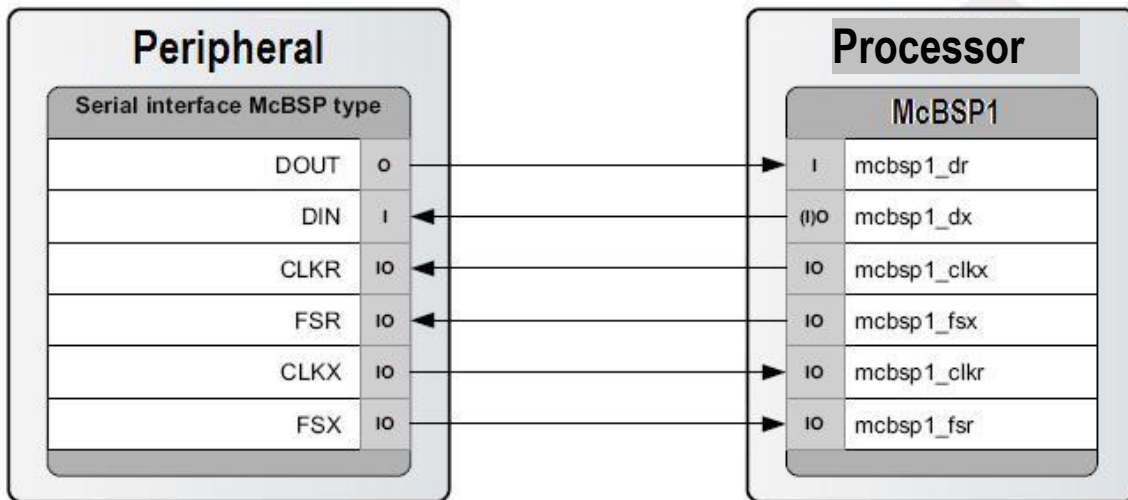 Peripheral
Processor
Serial interface McBSP type
McBSP1
DOUT O I mcbsp1_dr
DIN I (I)O mcbsp1_dx
CLKR IO IO mcbsp1_clkx
FSR IO IO mcbsp1_fsx
CLKX IO IO mcbsp1_clkr
FSX IO IO mcbsp1_fsr